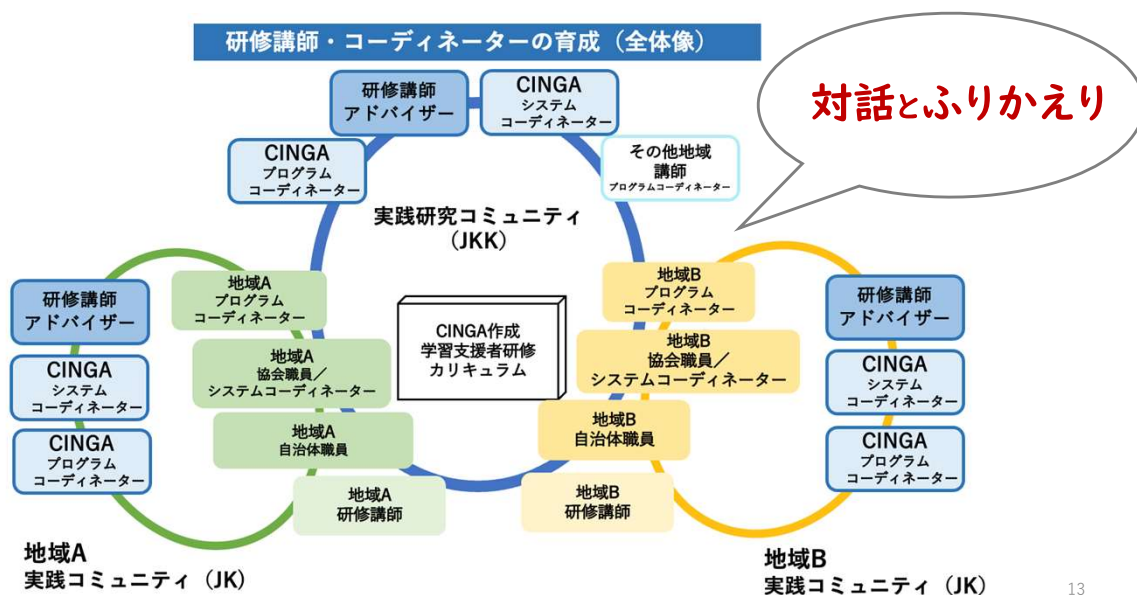 研修講師・コーディネーターの育成（全体像）
対話とふりかえり
研修講師
アドバイザー
CINGA
システム
コーディネーター
CINGA
プログラム
コーディネーター
その他地域
講師
プログラムコーディネーター
実践研究コミュニティ
（JKK）
研修講師
アドバイザー
CINGA
システム
コーディネーター
CINGA
プログラム
コーディネーター
地域A
プログラム
コーディネーター
地域A
協会職員／
システムコーディネーター
地域A
自治体職員
地域A
研修講師
CINGA作成
学習支援者研修
カリキュラム
地域B
プログラム
コーディネーター
地域B
協会職員／
システムコーディネーター
地域B
自治体職員
地域B
研修講師
研修講師
アドバイザー
CINGA
システム
コーディネーター
CINGA
プログラム
コーディネーター
地域A
実践コミュニティ（JK）
地域B
実践コミュニティ（JK）
13